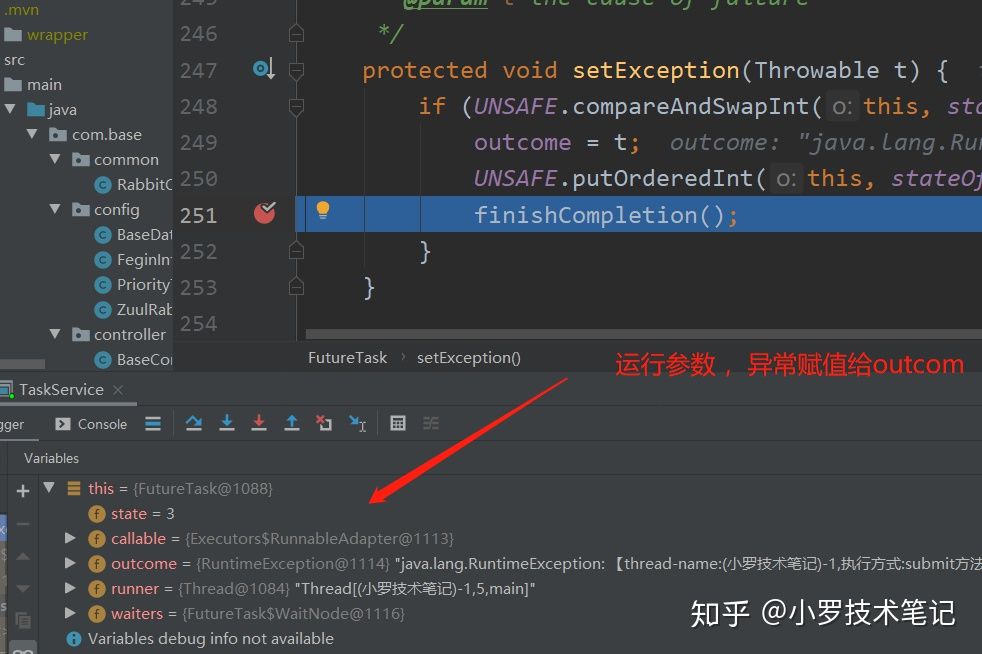 .mvn
wrapper
src
main
java
com.base
common
RabbitC
config
BaseDat
FeginInt
PriorityT
ZuulRab
controller
BaseCon
@param t the cause of failure
246 */
247 protected void setException(Throwable t) {
248 if (UNSAFE.compareAndSwapInt( o: this, sta
249 outcome = t; outcome: "java.lang.Run
250 UNSAFE.putOrderedInt( o: this, stateOf
251 finishCompletion();
252 }
253 }
254
FutureTask › setException()
运行参数，异常赋值给outcom
TaskService ×
gger Console
Variables
this = {FutureTask@1088}
state = 3
callable = {Executors$RunnableAdapter@1113}
outcome = {RuntimeException@1114} "java.lang.RuntimeException: 【thread-name:(小罗技术笔记)-1,执行方式:submit方法
runner = {Thread@1084} "Thread[(小罗技术笔记)-1,5,main]"
waiters = {FutureTask$WaitNode@1116}
Variables debug info not available
知乎 @小罗技术笔记